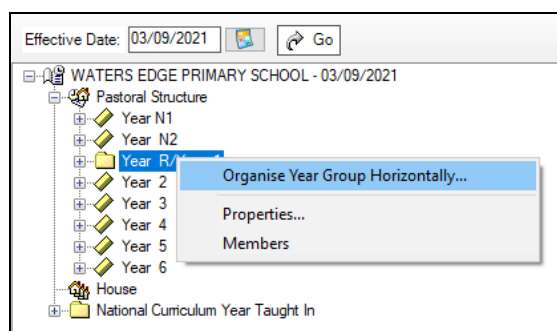 Effective Date: 03/09/2021 Go
WATERS EDGE PRIMARY SCHOOL - 03/09/2021
Pastoral Structure
Year N1
Year N2
Year R/
Year 2
Year 3
Year 4
Year 5
Year 6
House
National Curriculum Year Taught In
Organise Year Group Horizontally...
Properties...
Members